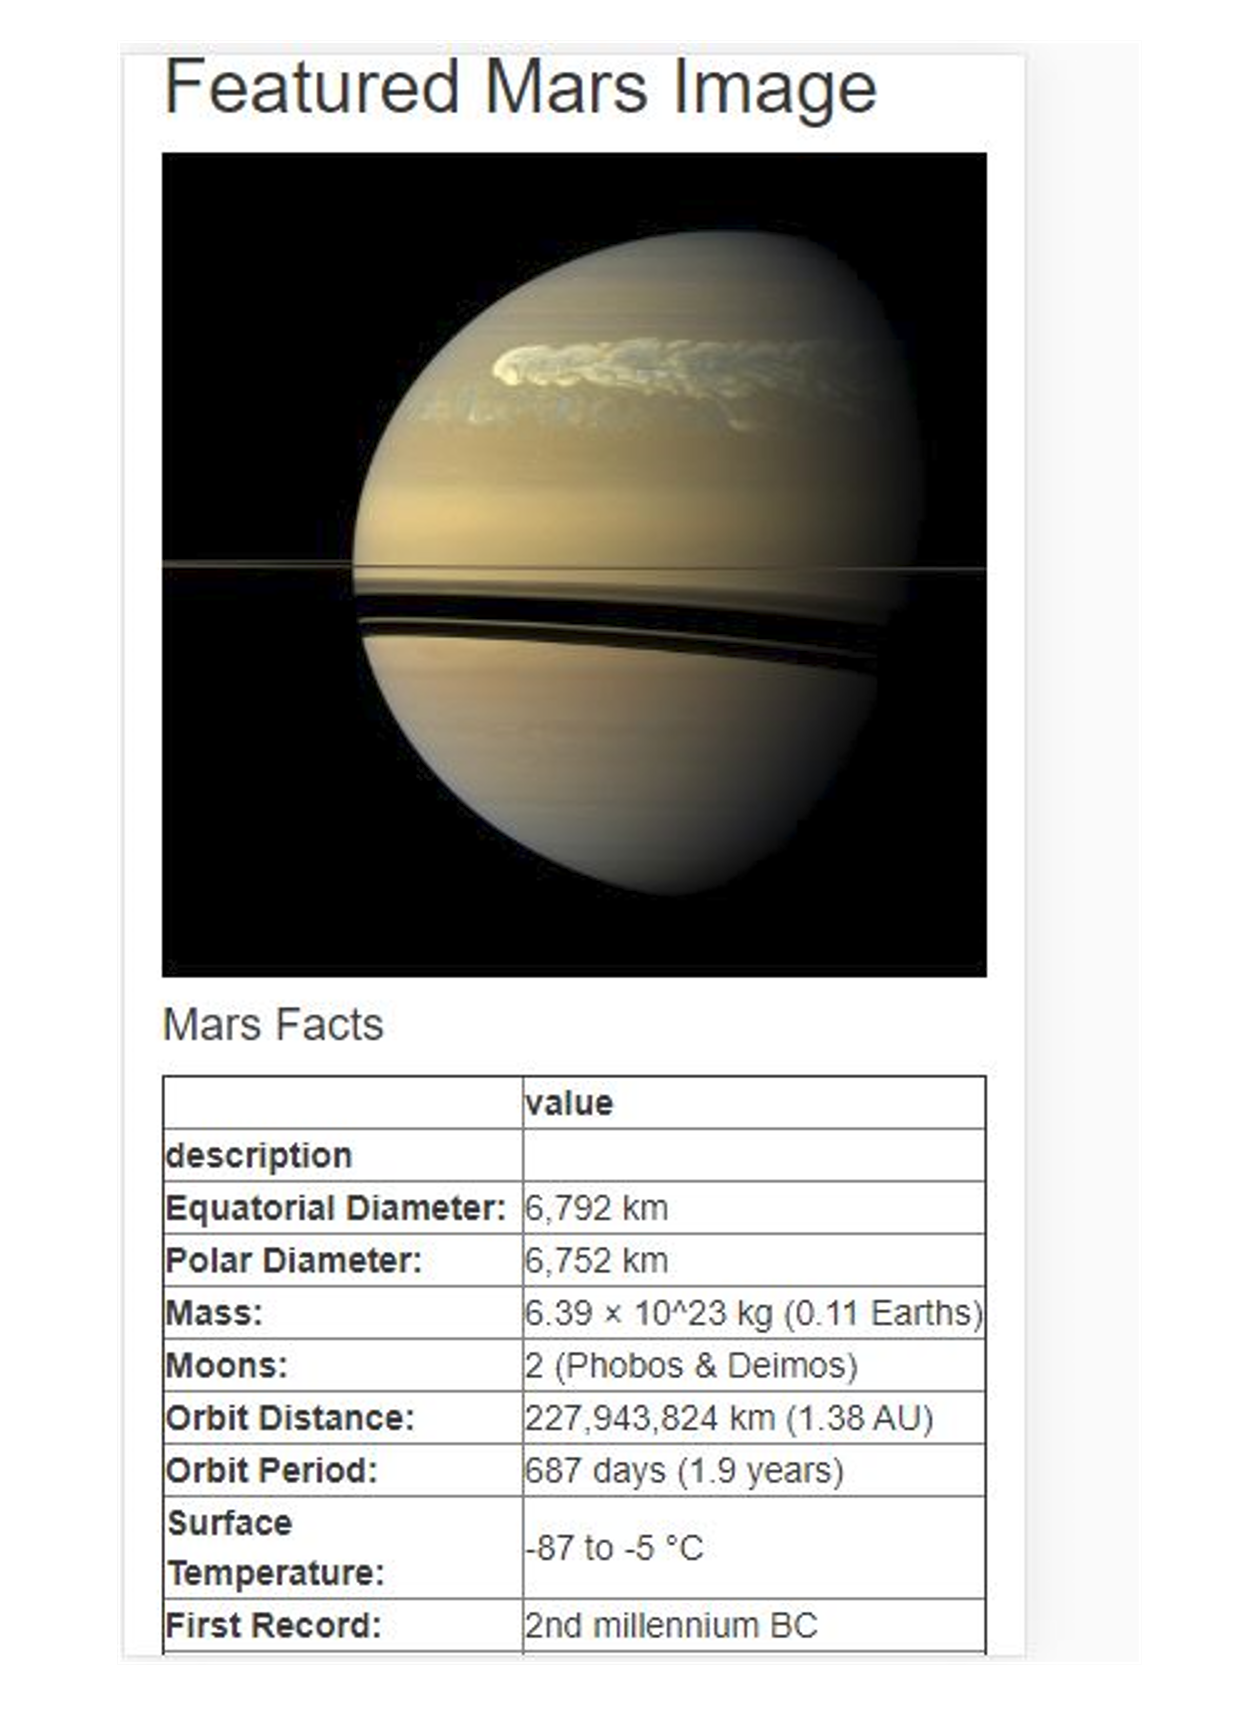 Featured Mars Image
Mars Facts
value
description
Equatorial Diameter: 6,792 km
Polar Diameter: 6,752 km
Mass: 6.39 × 10^23 kg (0.11 Earths)
Moons: 2 (Phobos & Deimos)
Orbit Distance: 227,943,824 km (1.38 AU)
Orbit Period: 687 days (1.9 years)
Surface
Temperature: -87 to -5 °C
First Record: 2nd millennium BC